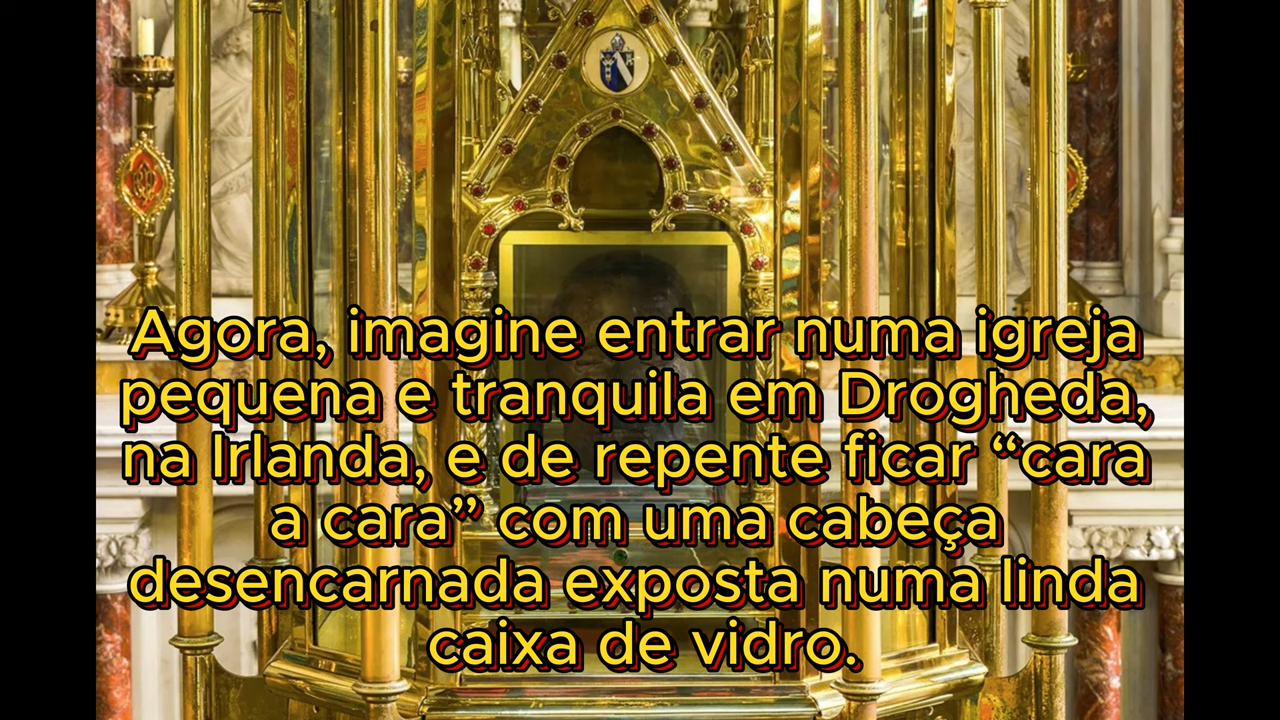 Agora, imagine entrar numa igreja
pequena e tranquila em Drogheda,
na Irlanda, e de repente ficar “cara
a cara” com uma cabeça
desencarnada exposta numa linda
caixa de vidro.